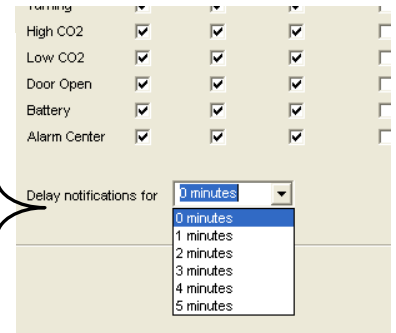 Turning
High CO2
Low CO2
Door Open
Battery
Alarm Center
Delay notifications for 0 minutes
0 minutes
1 minutes
2 minutes
3 minutes
4 minutes
5 minutes